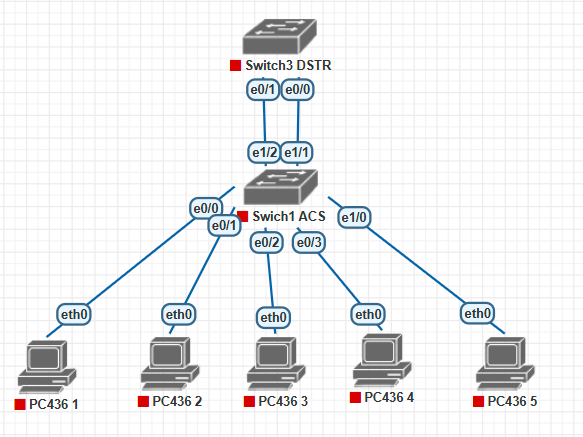 Switch3 DSTR
e0/1 e0/0
e1/2 e1/1
Swich1 ACS
e0/0
e0/1
e1/0
e0/2
e0/3
eth0
eth0
eth0
eth0
eth0
PC436 1
PC436 2
PC436 3
PC436 4
PC436 5